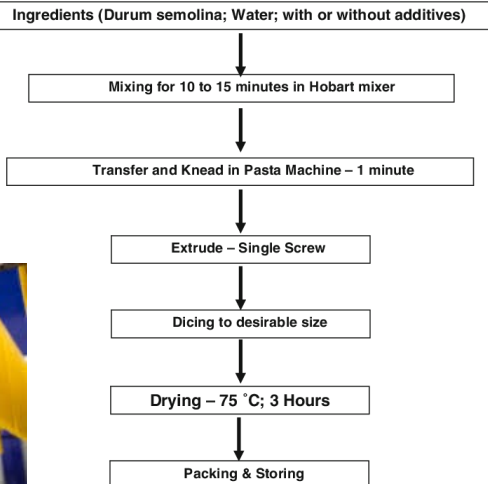 Ingredients (Durum semolina; Water; with or without additives)
Mixing for 10 to 15 minutes in Hobart mixer
Transfer and Knead in Pasta Machine – 1 minute
Extrude – Single Screw
Dicing to desirable size
Drying – 75 ˚C; 3 Hours
Packing & Storing